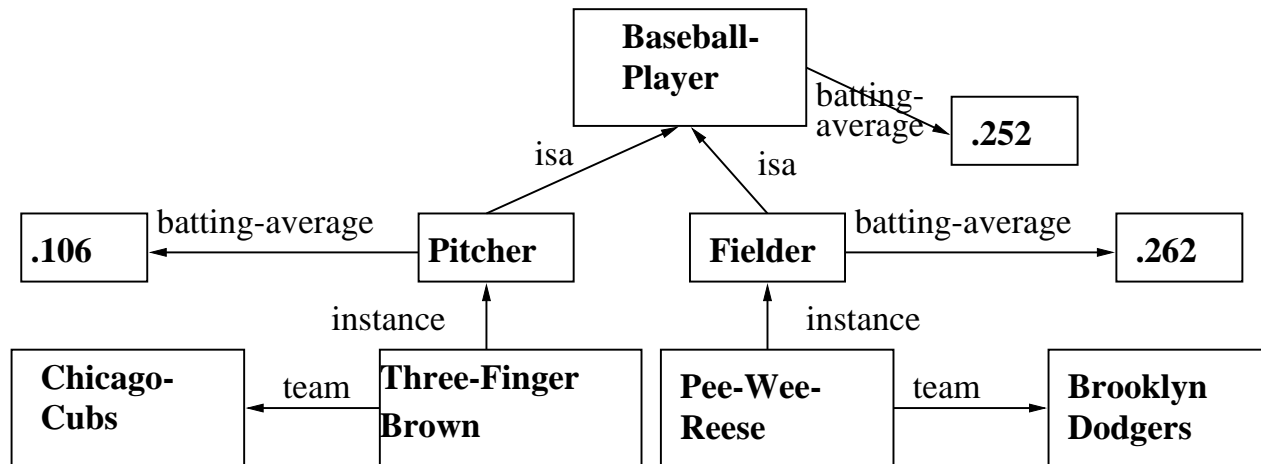 Baseball-
Player
batting-
average
.252
isa
isa
.106
batting-average
Pitcher
Fielder
batting-average
.262
instance
instance
Chicago-
Cubs
team
Three-Finger
Brown
Pee-Wee-
Reese
team
Brooklyn
Dodgers